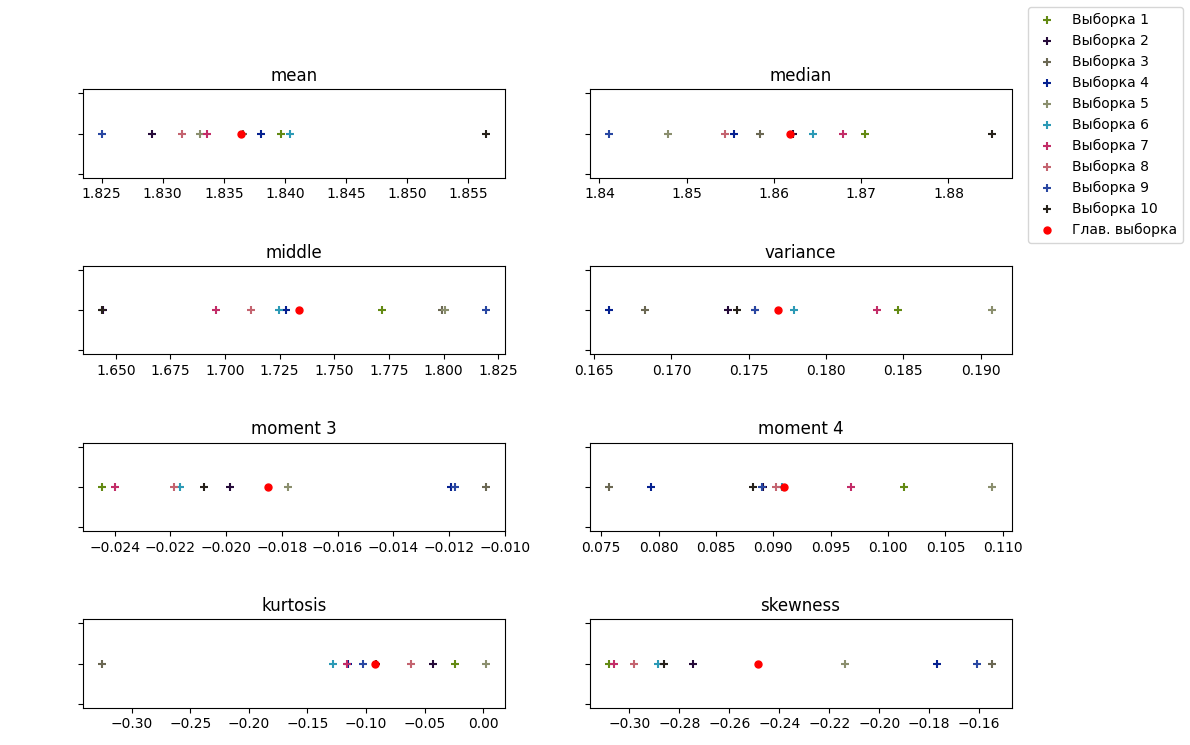 mean
1.825 1.830 1.835 1.840 1.845 1.850 1.855
median
1.84 1.85 1.86 1.87 1.88
Выборка 1
Выборка 2
Выборка 3
Выборка 4
Выборка 5
Выборка 6
Выборка 7
Выборка 8
Выборка 9
Выборка 10
Глав. выборка
middle
1.650 1.675 1.700 1.725 1.750 1.775 1.800 1.825
variance
0.165 0.170 0.175 0.180 0.185 0.190
moment 3
−0.024 −0.022 −0.020 −0.018 −0.016 −0.014 −0.012 −0.010
moment 4
0.075 0.080 0.085 0.090 0.095 0.100 0.105 0.110
kurtosis
−0.30 −0.25 −0.20 −0.15 −0.10 −0.05 0.00
skewness
−0.30 −0.28 −0.26 −0.24 −0.22 −0.20 −0.18 −0.16